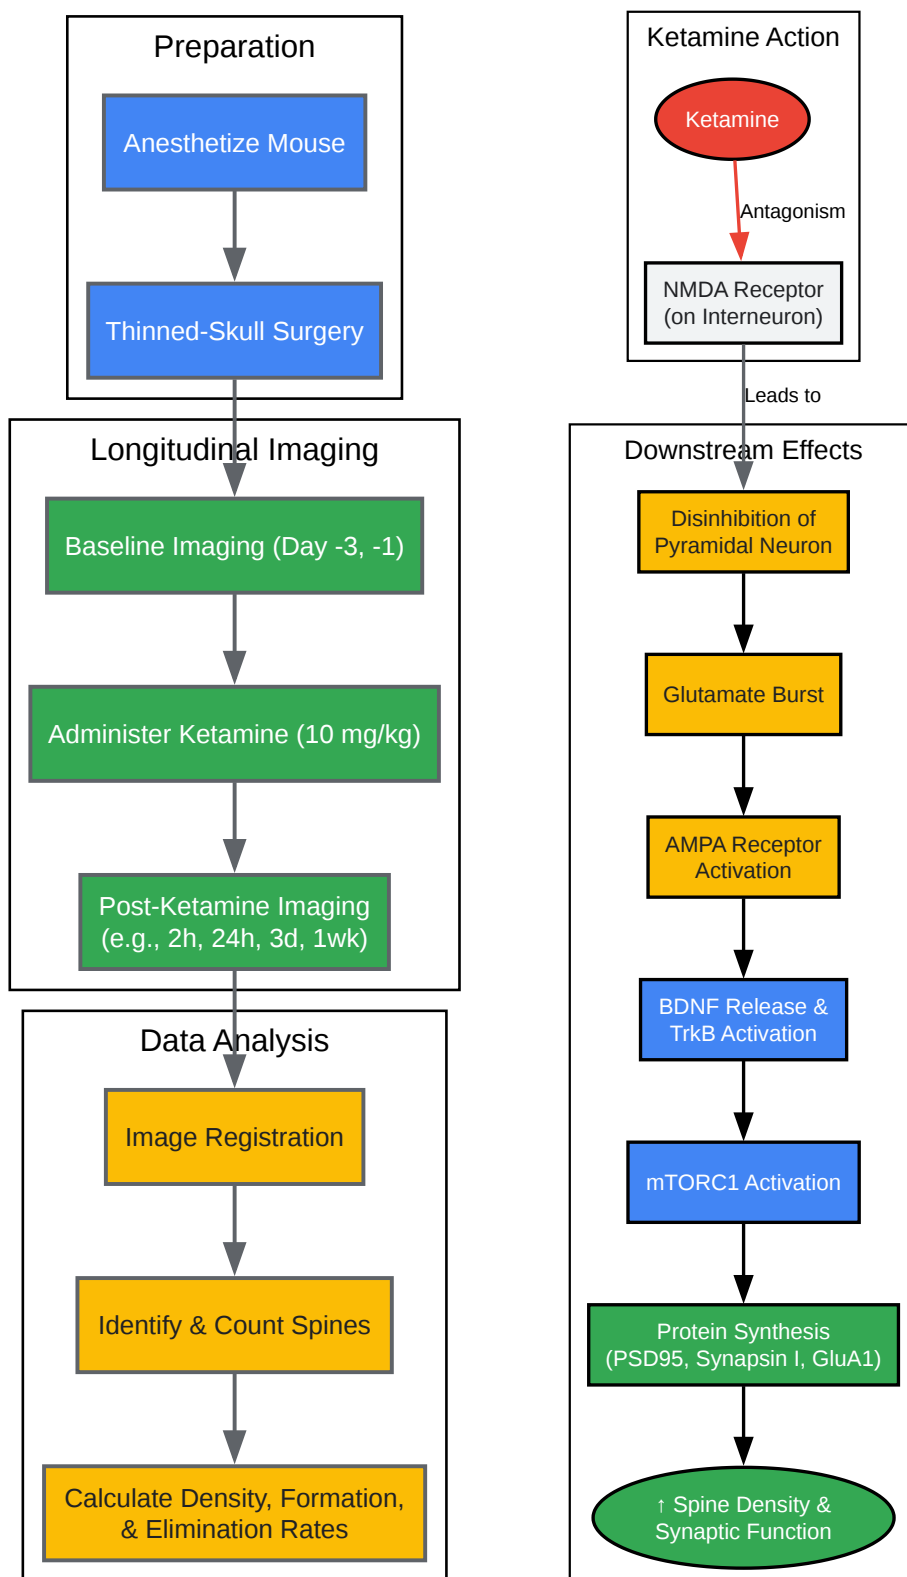 Preparation
Anesthetize Mouse
Thinned-Skull Surgery
Longitudinal Imaging
Baseline Imaging (Day -3, -1)
Administer Ketamine (10 mg/kg)
Post-Ketamine Imaging
(e.g., 2h, 24h, 3d, 1wk)
Data Analysis
Image Registration
Identify & Count Spines
Calculate Density, Formation,
& Elimination Rates
Ketamine Action
Ketamine
Antagonism
NMDA Receptor
(on Interneuron)
Leads to
Downstream Effects
Disinhibition of
Pyramidal Neuron
Glutamate Burst
AMPA Receptor
Activation
BDNF Release &
TrkB Activation
mTORC1 Activation
Protein Synthesis
(PSD95, Synapsin I, GluA1)
↑ Spine Density &
Synaptic Function